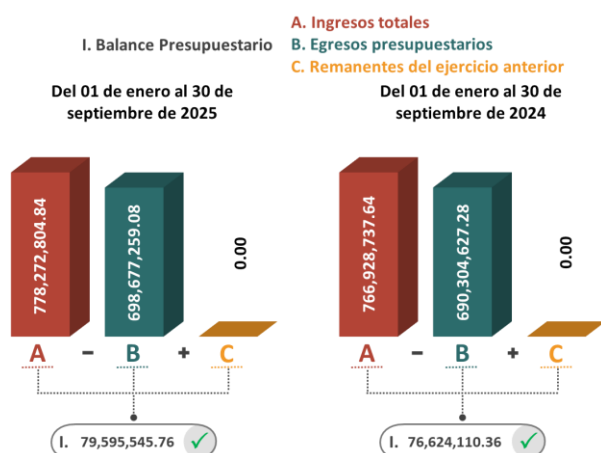 A. Ingresos totales
I. Balance Presupuestario
B. Egresos presupuestarios
C. Remanentes del ejercicio anterior
Del 01 de enero al 30 de
septiembre de 2025
778,272,804.84
698,677,259.08
0.00
A − B + C
I. 79,595,545.76
Del 01 de enero al 30 de
septiembre de 2024
766,928,737.64
690,304,627.28
0.00
A − B + C
I. 76,624,110.36